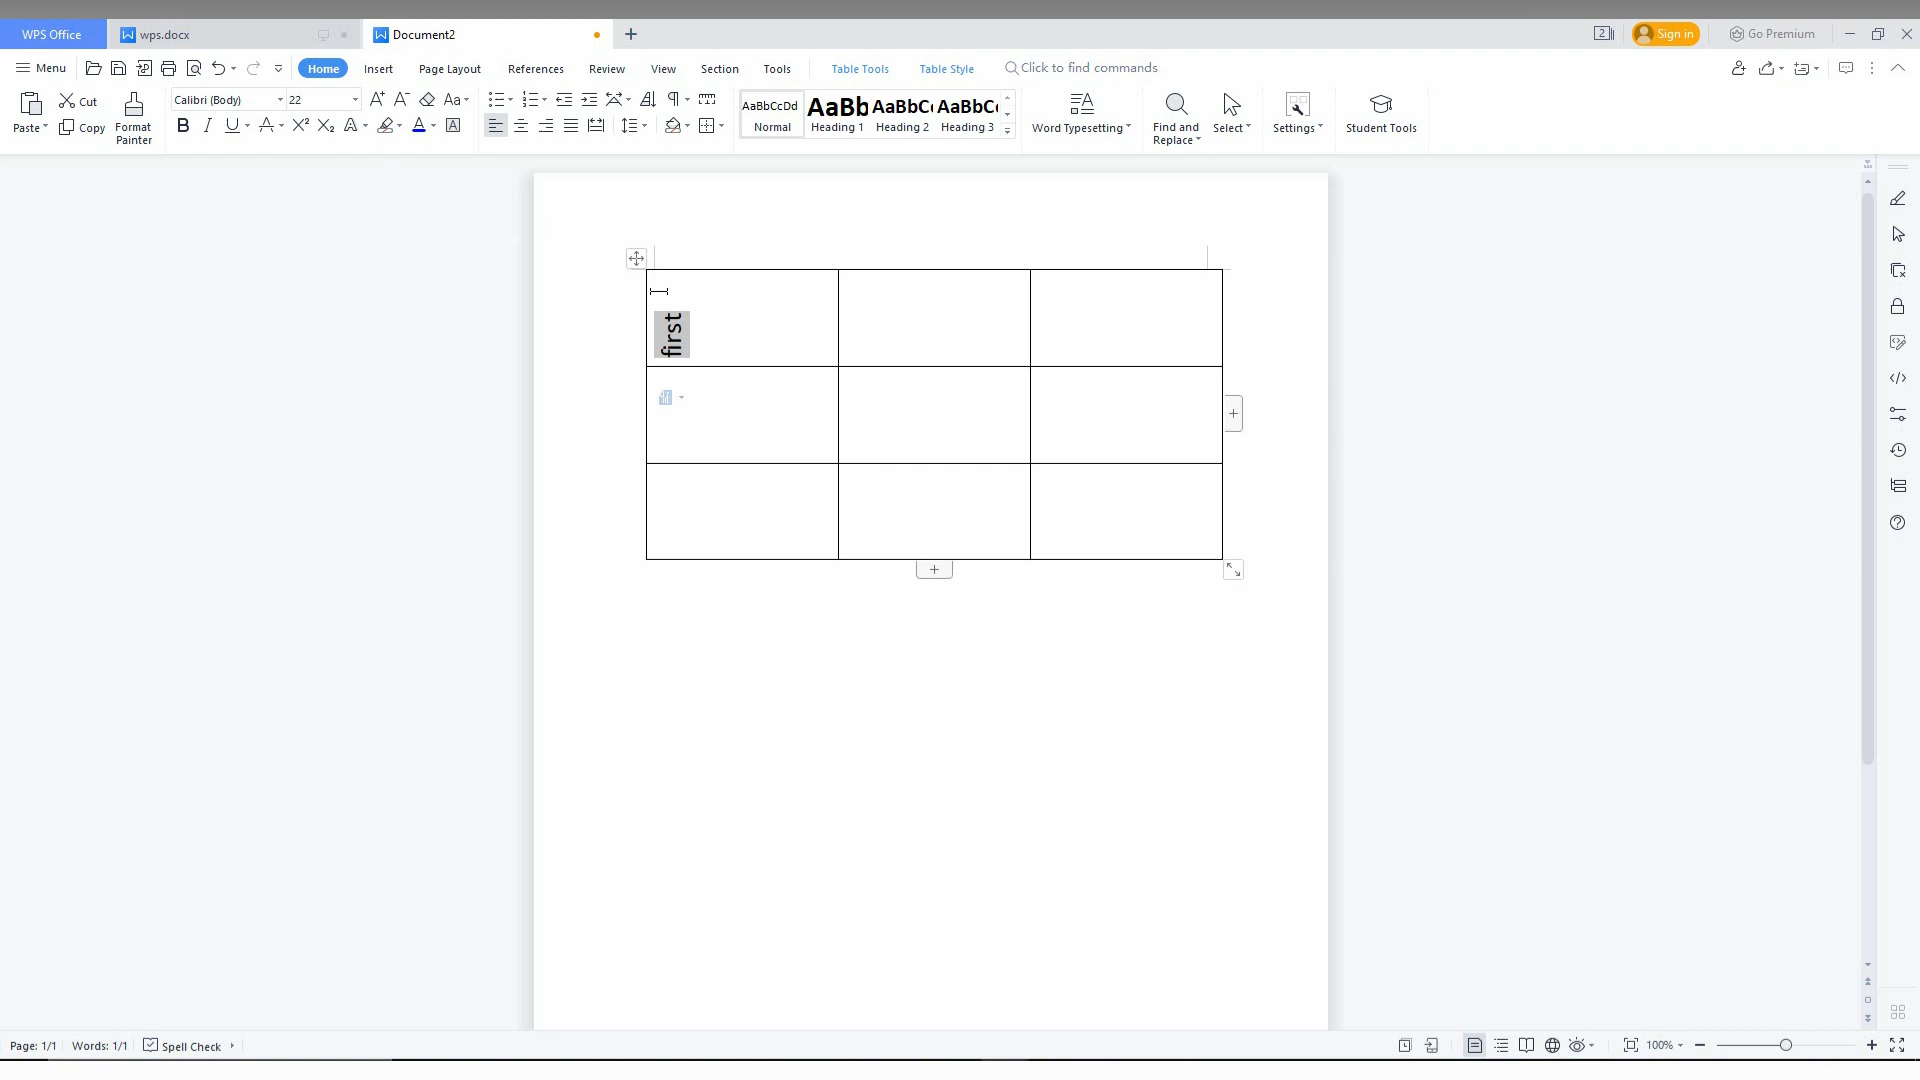 WPS Office
wps.docx
Document2
2
Sign in
Go Premium
Menu
Home
Insert
Page Layout
References
Review
View
Section
Tools
Table Tools
Table Style
Click to find commands
Paste
Cut
Copy
Format
Painter
Calibri (Body)
22
AaBbCcDd
Normal
AaBb
Heading 1
AaBbC
Heading 2
AaBbC
Heading 3
Word Typesetting
Find and
Replace
Select
Settings
Student Tools
first
Page: 1/1
Words: 1/1
Spell Check
100%